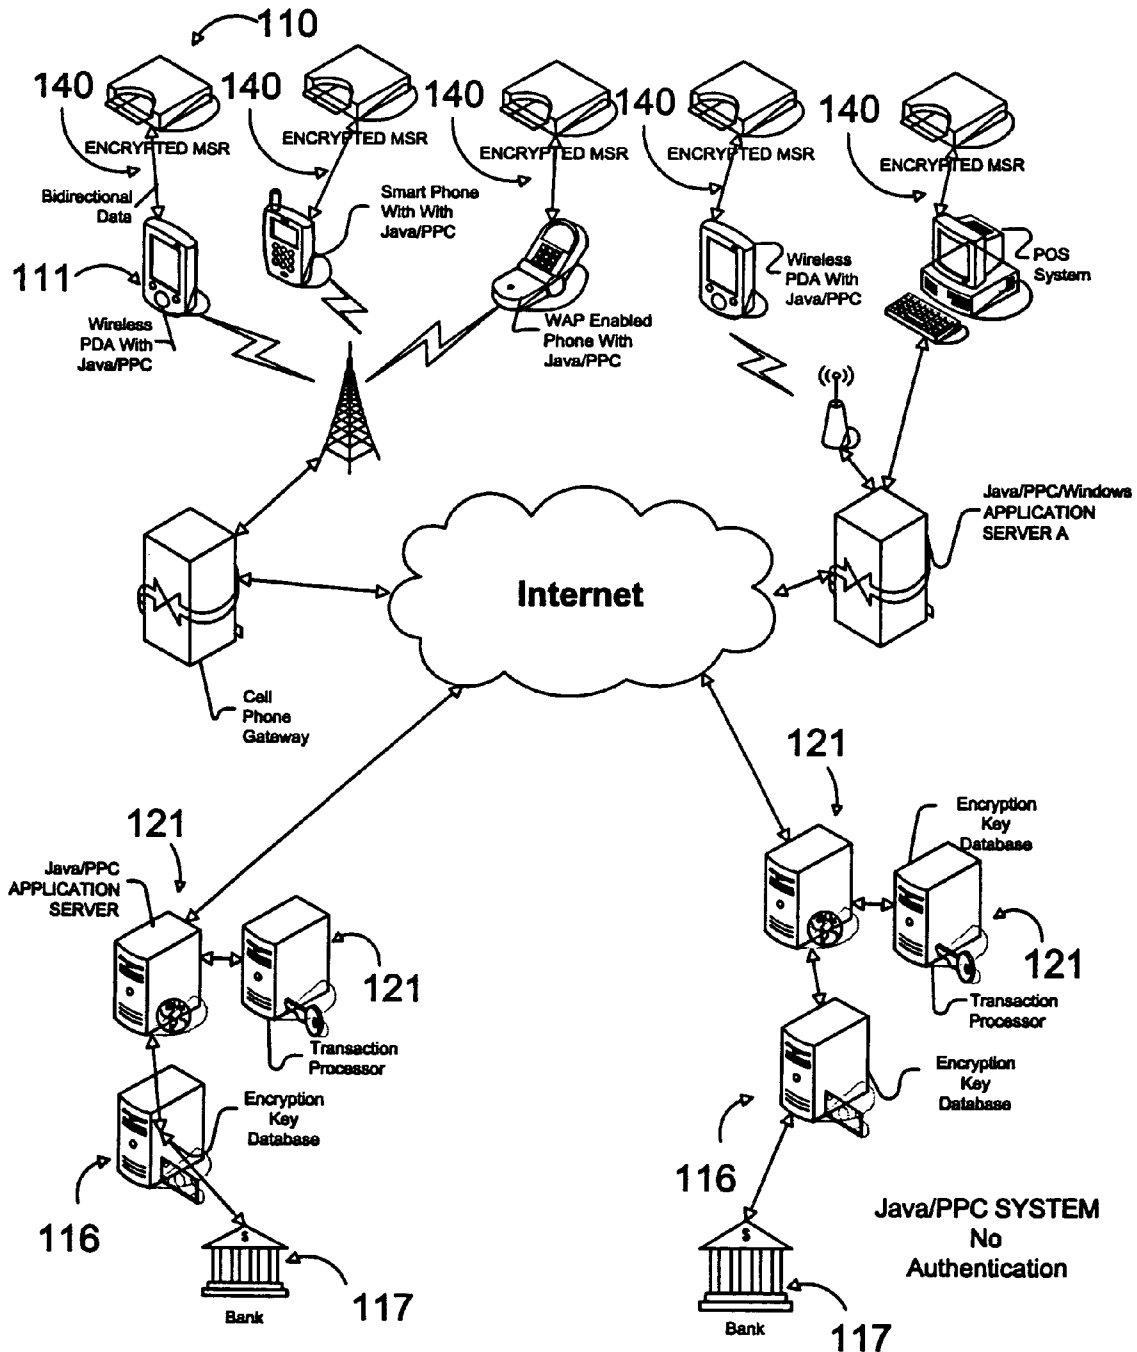 110
140
140
140
140
140
ENCRYPTED MSR
ENCRYPTED MSR
ENCRYPTED MSR
ENCRYPTED MSR
ENCRYPTED MSR
Bidirectional
Data
Smart Phone
With With
Java/PPC
111
Wireless
PDA With
Java/PPC
WAP Enabled
Phone With
Java/PPC
Wireless
PDA With
Java/PPC
POS
System
Java/PPC/Windows
APPLICATION
SERVER A
Internet
Cell
Phone
Gateway
121
Encryption
Key
Database
121
Transaction
Processor
121
Java/PPC
APPLICATION
SERVER
121
Transaction
Processor
Encryption
Key
Database
116
117
Bank
Encryption
Key
Database
116
117
Bank
Java/PPC SYSTEM
No
Authentication
$
$